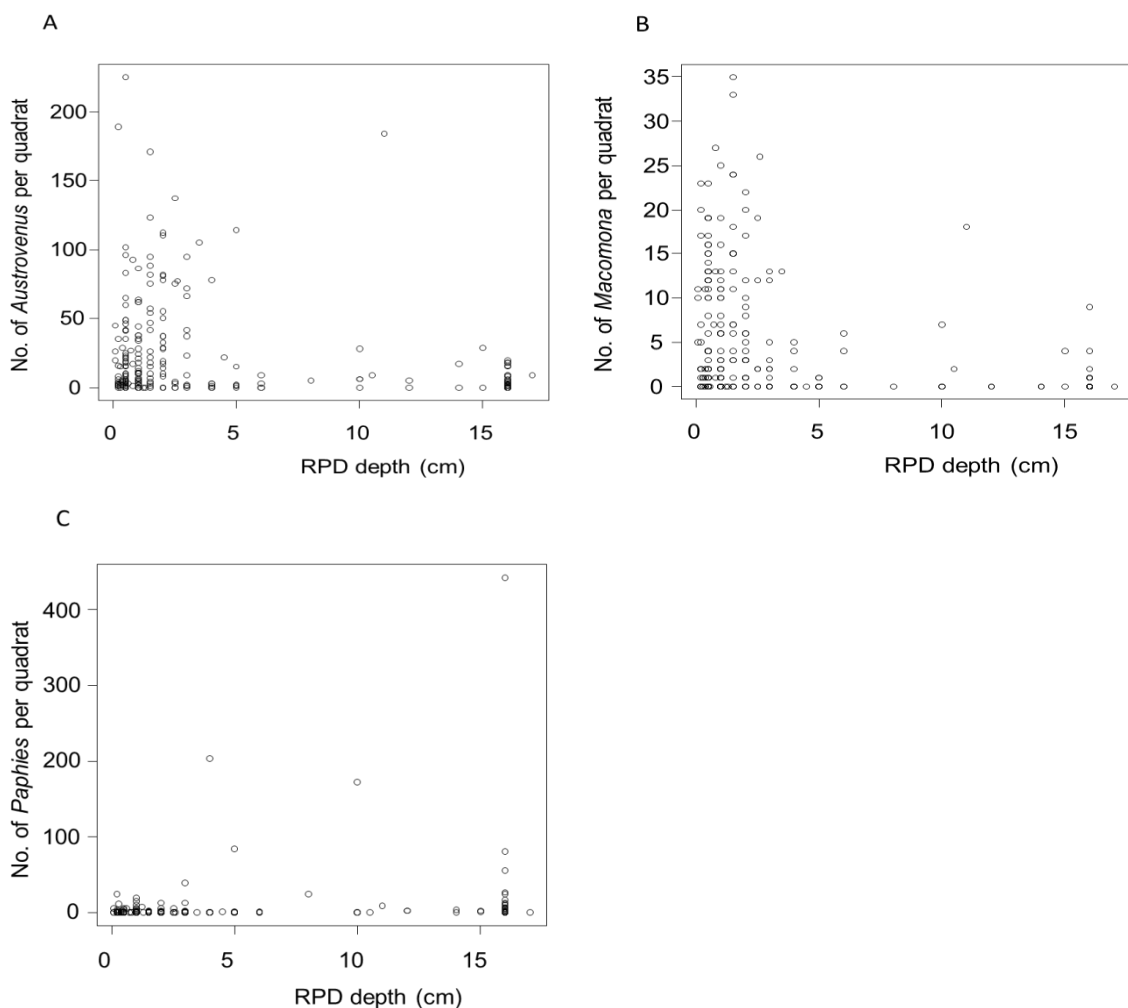 A
No. of Austrovenus per quadrat
200
150
100
50
0
0 5 10 15
RPD depth (cm)
B
No. of Macomona per quadrat
35
30
25
20
15
10
5
0
0 5 10 15
RPD depth (cm)
C
No. of Paphies per quadrat
400
300
200
100
0
0 5 10 15
RPD depth (cm)